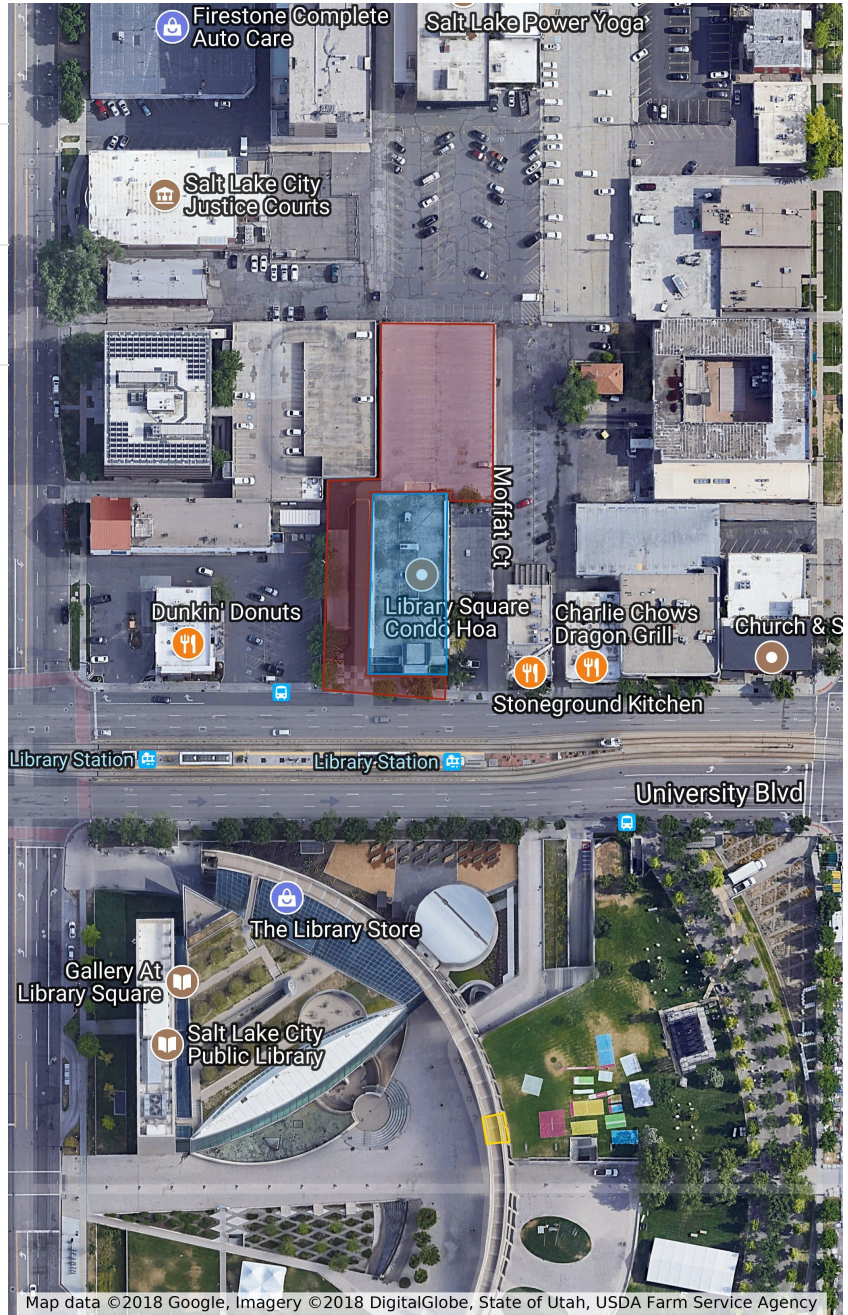 Firestone Complete
Auto Care
Salt Lake Power Yoga
Salt Lake City
Justice Courts
Moffat Ct
Library Square
Condo Hoa
Dunkin' Donuts
Charlie Chows
Dragon Grill
Church & S
Stoneground Kitchen
Library Station
Library Station
University Blvd
The Library Store
Gallery At
Library Square
Salt Lake City
Public Library
Map data ©2018 Google, Imagery ©2018 DigitalGlobe, State of Utah, USDA Farm Service Agency